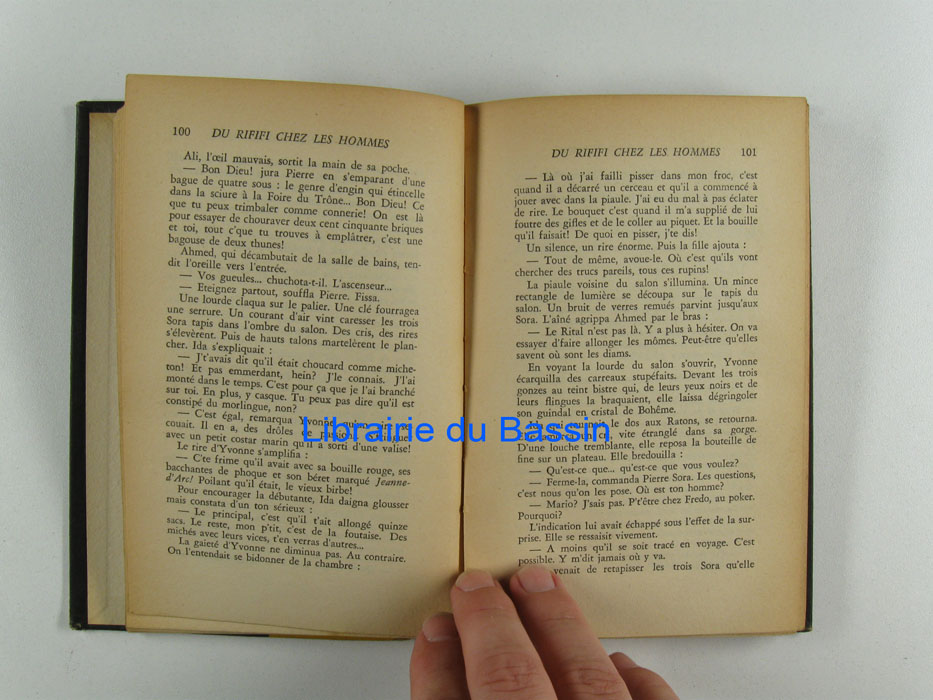 100 DU RIFIFI CHEZ LES HOMMES
Ali, l'œil mauvais, sortit la main de sa poche.
— Bon Dieu! jura Pierre en s'emparant d'une
bague de quatre sous : le genre d'engin qui étincelle
dans la sciure à la Foire du Trône... Bon Dieu! Ce
que tu peux trimbaler comme connerie! On est là
pour essayer de chouraver deux cent cinquante briques
et toi, tout c'que tu trouves à emplâtrer, c'est une
bagouse de deux thunes!
Ahmed, qui décambutait de la salle de bains, ten-
dit l'oreille vers l'entrée.
— Vos gueules... chuchota-t-il. L'ascenseur...
— Eteignez partout, souffla Pierre. Fissa.
Une lourde claqua sur le palier. Une clé fourragea
une serrure. Un courant d'air vint caresser les trois
Sora tapis dans l'ombre du salon. Des cris, des rires
s'élevèrent. Puis de hauts talons martelèrent le plan-
cher. Ida s'expliquait :
— J't'avais dit qu'il était choucard comme miche-
ton! Et pas emmerdant, hein? J'le connais. J'l'ai
monté dans le temps. C'est pour ça que je l'ai branché
sur toi. En plus, y casque. Tu peux pas dire qu'il est
constipé du morlingue, non?
— C'est égal, remarqua Yvonne
couait. Il en a, des drôles de
avec un petit costar marin qu'il a sorti d'une valise!
Le rire d'Yvonne s'amplifia :
— C'te frime qu'il avait avec sa bouille rouge, ses
bacchantes de phoque et son béret marqué Jeanne-
d'Arc! Poilant qu'il était, le vieux birbe!
Pour encourager la débutante, Ida daigna glousser
mais constata d'un ton sérieux :
— Le principal, c'est qu'il t'ait allongé quinze
sacs. Le reste, mon p'tit, c'est de la foutaise. Des
michés avec leurs vices, t'en verras d'autres...
La gaieté d'Yvonne ne diminua pas. Au contraire.
On l'entendait se bidonner de la chambre :
DU RIFIFI CHEZ LES HOMMES 101
— Là où j'ai failli pisser dans mon froc, c'est
quand il a décarré un cerceau et qu'il a commencé à
jouer avec dans la piaule. J'ai eu du mal à pas éclater
de rire. Le bouquet c'est quand il m'a supplié de lui
foutre des gifles et de le coller au piquet. Et la bouille
qu'il faisait! De quoi en pisser, j'te dis!
Un silence, un rire énorme. Puis la fille ajouta :
— Tout de même, avoue-le. Où c'est qu'ils vont
chercher des trucs pareils, tous ces rupins!
La piaule voisine du salon s'illumina. Un mince
rectangle de lumière se découpa sur le tapis du
salon. Un bruit de verres remués parvint jusqu'aux
Sora. L'aîné agrippa Ahmed par le bras :
— Le Rital n'est pas là. Y a plus à hésiter. On va
essayer d'faire allonger les mômes. Peut-être qu'elles
savent où sont les diams.
En voyant la lourde du salon s'ouvrir, Yvonne
écarquilla des carreaux stupéfaits. Devant les trois
gonzes au teint bistre qui, de leurs yeux noirs et de
leurs flingues la braquaient, elle laissa dégringoler
son guindal en cristal de Bohême.
le dos aux Ratons, se retourna.
vite étranglé dans sa gorge.
D'une louche tremblante, elle reposa la bouteille de
fine sur un plateau. Elle bredouilla :
— Qu'est-ce que... qu'est-ce que vous voulez?
— Ferme-la, commanda Pierre Sora. Les questions,
c'est nous qu'on les pose. Où est ton homme?
— Mario? J'sais pas. P't'être chez Fredo, au poker.
Pourquoi?
L'indication lui avait échappé sous l'effet de la sur-
prise. Elle se ressaisit vivement.
— A moins qu'il se soit tracé en voyage. C'est
possible. Y m'dit jamais où y va.
venait de retapisser les trois Sora qu'elle
Librairie du Bassin